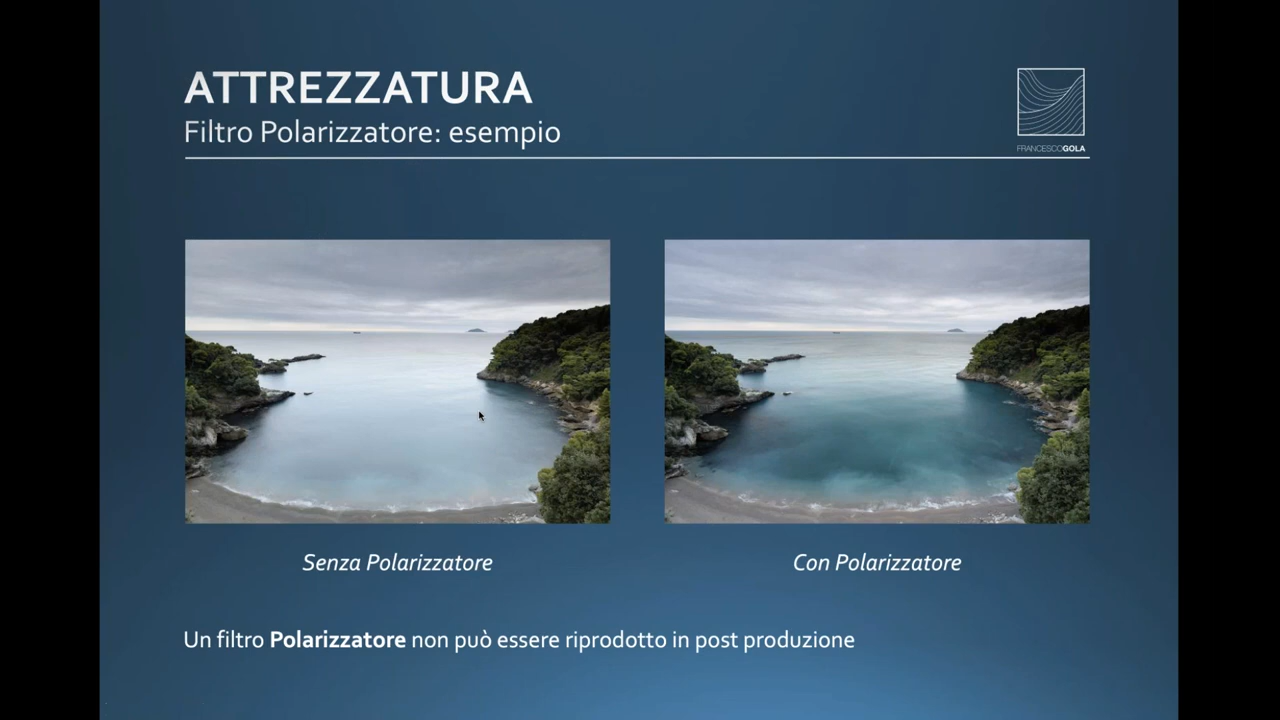 ATTREZZATURA
Filtro Polarizzatore: esempio
FRANCESCOGOLA
Senza Polarizzatore
Con Polarizzatore
Un filtro Polarizzatore non può essere riprodotto in post produzione